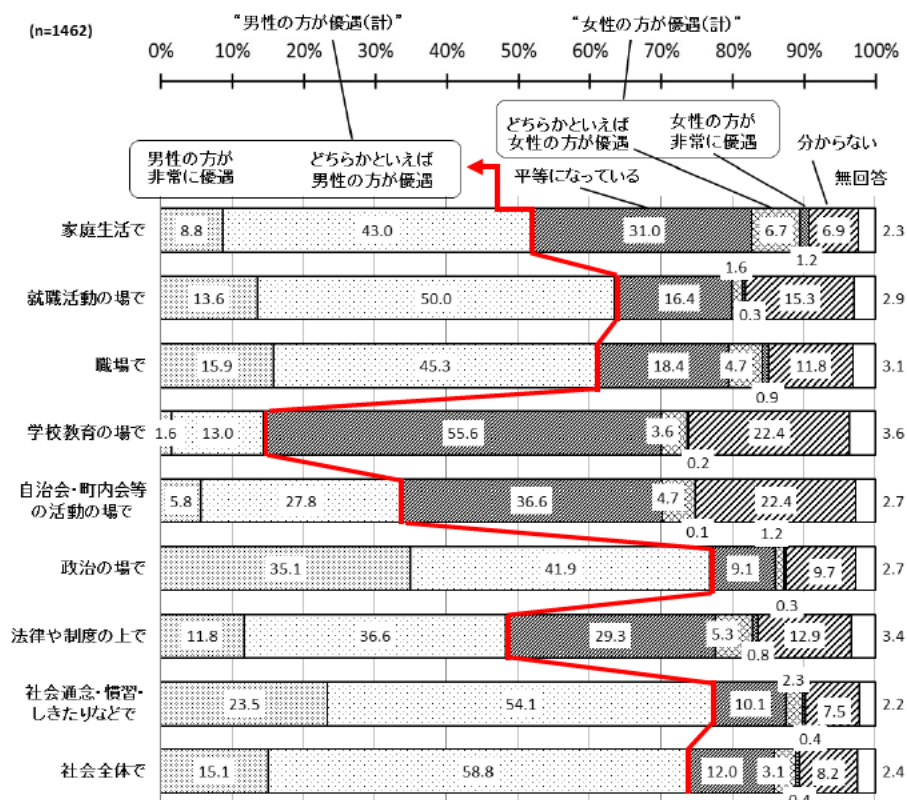 (n=1462)
“男性の方が優遇(計)”
“女性の方が優遇(計)“
0% 10% 20% 30% 40% 50% 60% 70% 80% 90% 100%
男性の方が
非常に優遇
どちらかといえば
男性の方が優遇
平等になっている
どちらかといえば
女性の方が優遇
女性の方が
非常に優遇
分からない
無回答
家庭生活で 8.8 43.0 31.0 6.7 1.2 6.9 2.3
就職活動の場で 13.6 50.0 16.4 1.6 0.3 15.3 2.9
職場で 15.9 45.3 18.4 4.7 0.9 11.8 3.1
学校教育の場で 1.6 13.0 55.6 3.6 0.2 22.4 3.6
自治会・町内会等
の活動の場で 5.8 27.8 36.6 4.7 0.1 22.4 2.7
政治の場で 35.1 41.9 9.1 1.2 0.3 9.7 2.7
法律や制度の上で 11.8 36.6 29.3 5.3 0.8 12.9 3.4
社会通念・慣習・
しきたりなどで 23.5 54.1 10.1 2.3 0.4 7.5 2.2
社会全体で 15.1 58.8 12.0 3.1 8.2 2.4